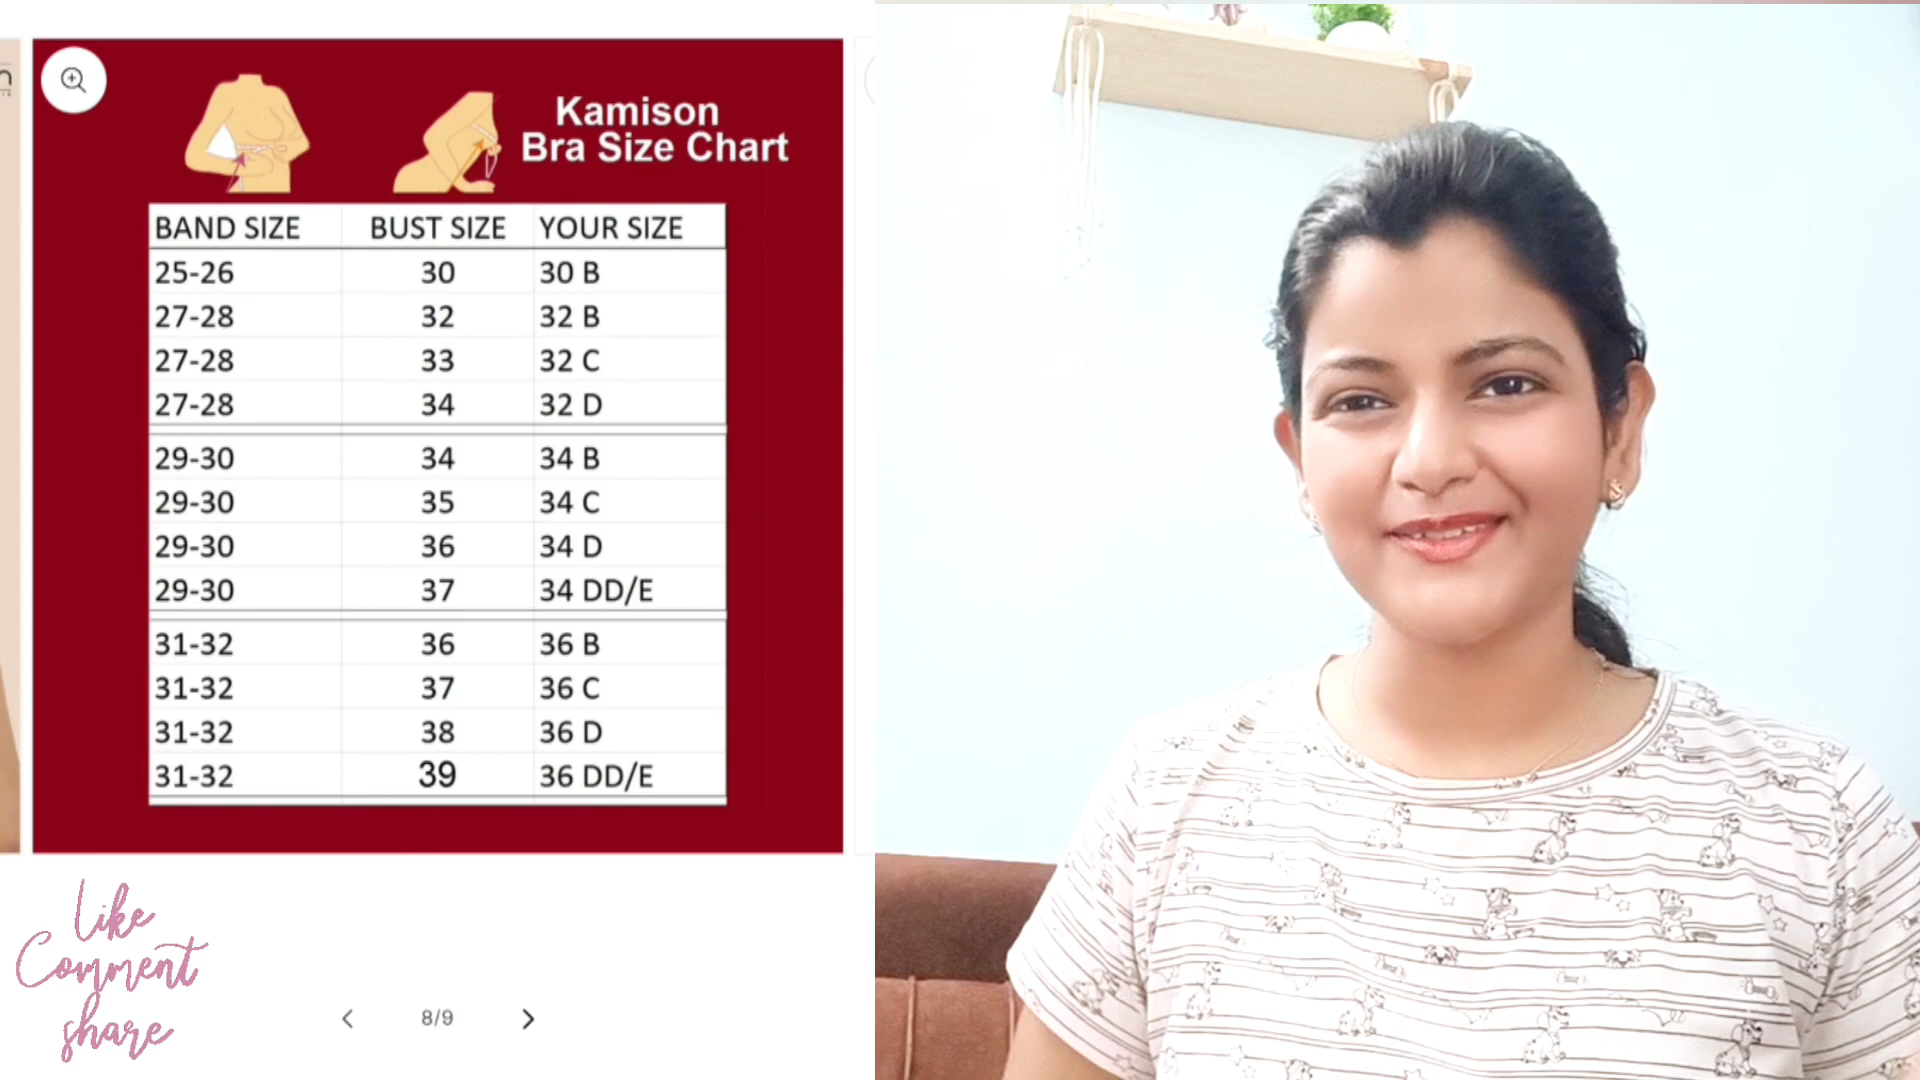 Kamison
Bra Size Chart
BAND SIZE BUST SIZE YOUR SIZE
25-26 30 30 B
27-28 32 32 B
27-28 33 32 C
27-28 34 32 D
29-30 34 34 B
29-30 35 34 C
29-30 36 34 D
29-30 37 34 DD/E
31-32 36 36 B
31-32 37 36 C
31-32 38 36 D
31-32 39 36 DD/E
like
Comment
share
8/9